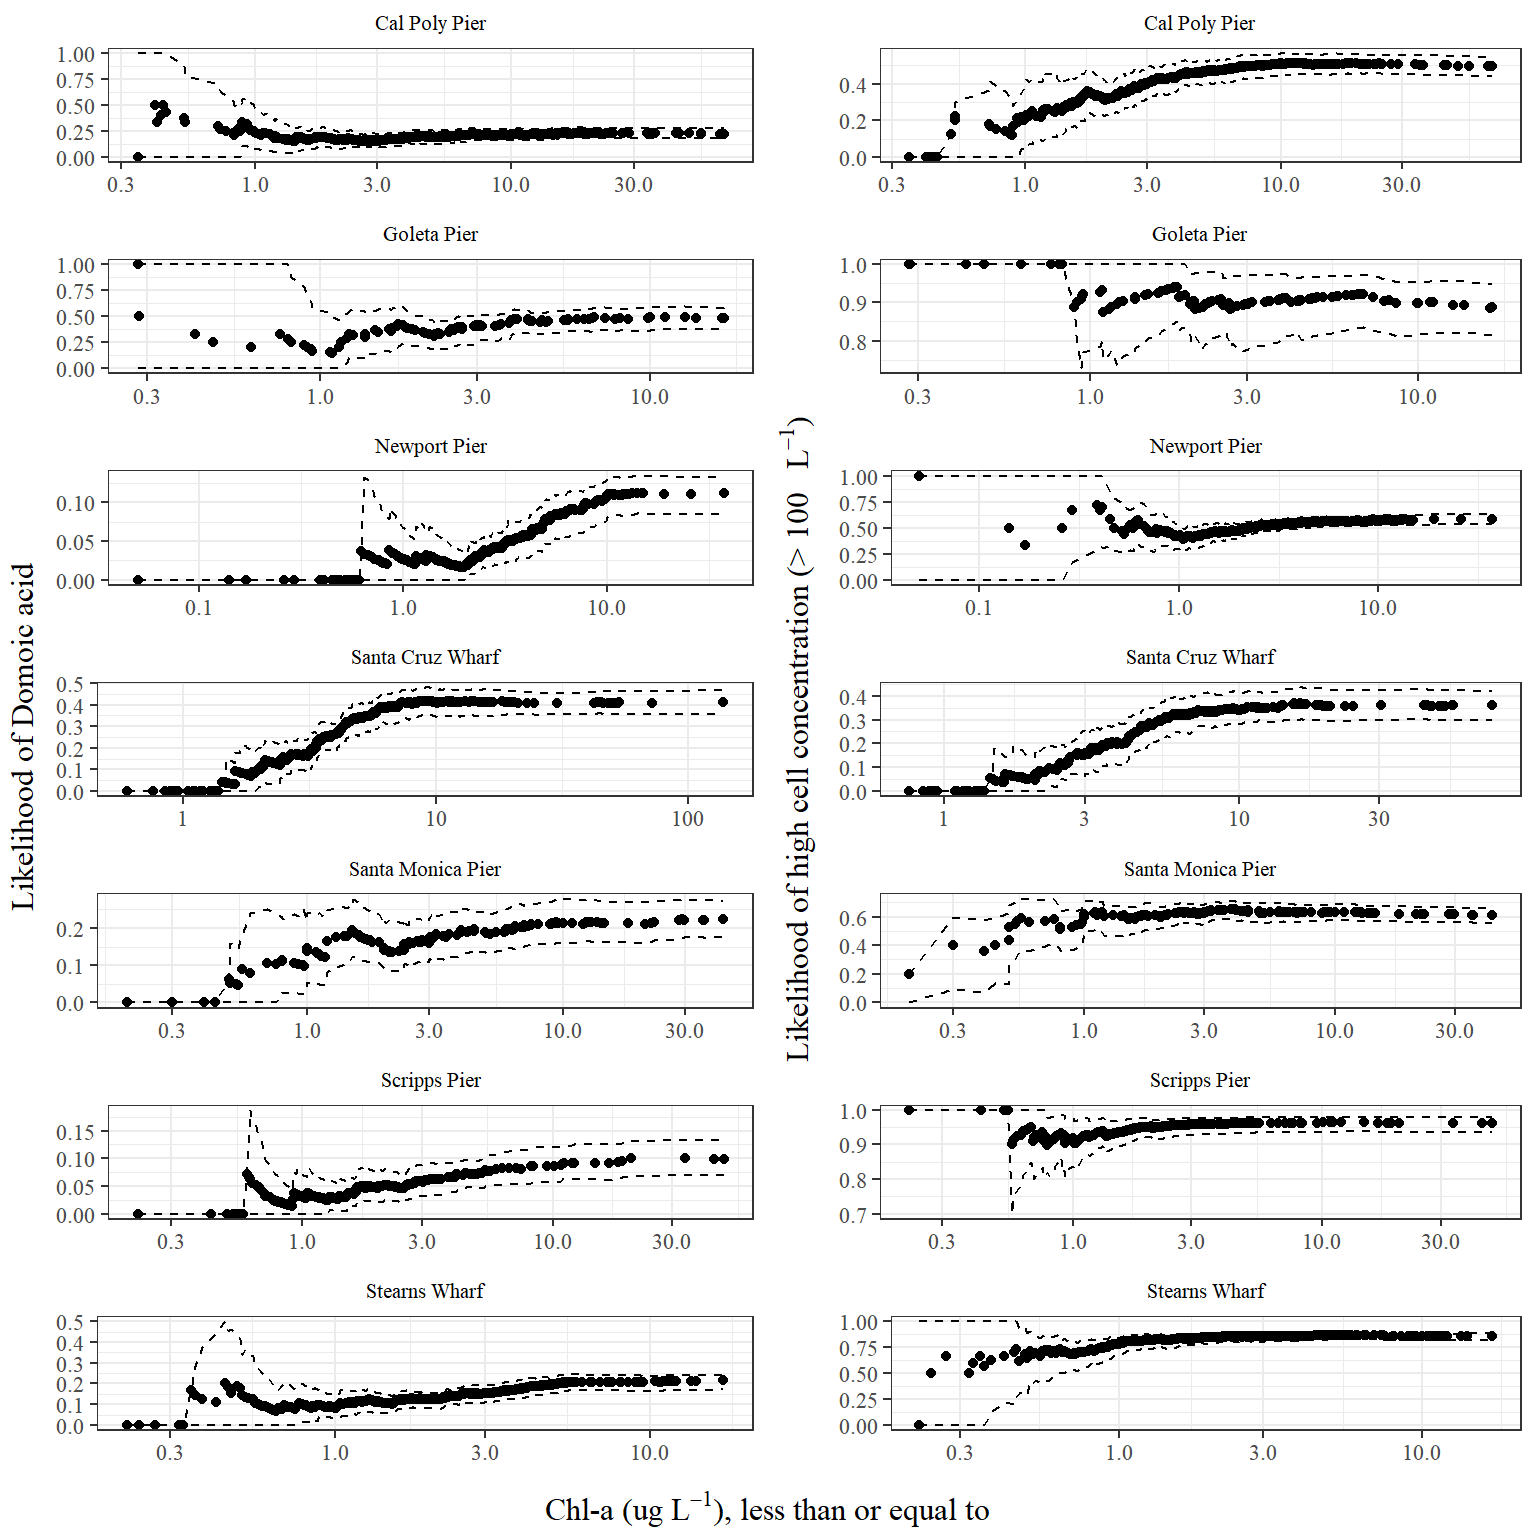 Cal Poly Pier
1.00
0.75
0.50
0.25
0.00
0.3 1.0 3.0 10.0 30.0
Cal Poly Pier
0.4
0.2
0.0
0.3 1.0 3.0 10.0 30.0
Goleta Pier
1.00
0.75
0.50
0.25
0.00
0.3 1.0 3.0 10.0
Goleta Pier
1.0
0.9
0.8
0.3 1.0 3.0 10.0
Newport Pier
0.10
0.05
0.00
0.1 1.0 10.0
Newport Pier
1.00
0.75
0.50
0.25
0.00
0.1 1.0 10.0
Likelihood of Domoic acid
Likelihood of high cell concentration (> 100 L−1)
Santa Cruz Wharf
0.5
0.4
0.3
0.2
0.1
0.0
1 10 100
Santa Cruz Wharf
0.4
0.3
0.2
0.1
0.0
1 3 10 30
Santa Monica Pier
0.2
0.1
0.0
0.3 1.0 3.0 10.0 30.0
Santa Monica Pier
0.6
0.4
0.2
0.0
0.3 1.0 3.0 10.0 30.0
Scripps Pier
0.15
0.10
0.05
0.00
0.3 1.0 3.0 10.0 30.0
Scripps Pier
1.0
0.9
0.8
0.7
0.3 1.0 3.0 10.0 30.0
Stearns Wharf
0.5
0.4
0.3
0.2
0.1
0.0
0.3 1.0 3.0 10.0
Stearns Wharf
1.00
0.75
0.50
0.25
0.00
0.3 1.0 3.0 10.0
Chl-a (ug L−1), less than or equal to